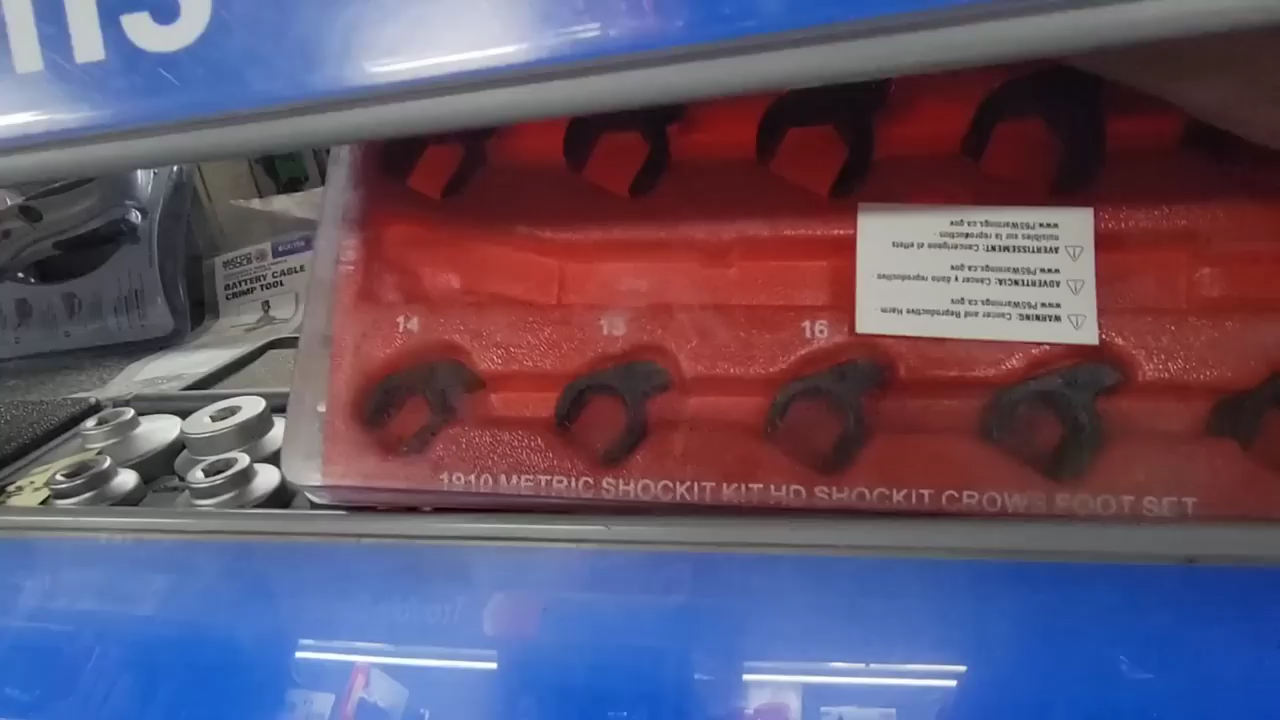 MATCO
TOOLS
BATTERY CABLE
CRIMP TOOL
14
15
16
WARNING: Cancer and Reproductive Harm -
www.P65Warnings.ca.gov
ADVERTENCIA: Cáncer y daño reproductivo -
www.P65Warnings.ca.gov
AVERTISSEMENT: Cancérigène et effets
nuisibles sur la reproduction -
www.P65Warnings.ca.gov
1910 METRIC SHOCKIT KIT HD SHOCKIT CROWS FOOT SET